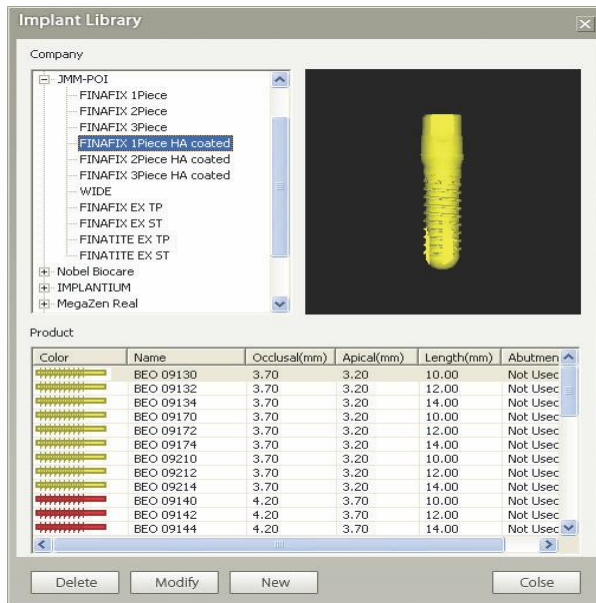 Implant Library
Company
JMM-POI
FINAFIX 1Piece
FINAFIX 2Piece
FINAFIX 3Piece
FINAFIX 1Piece HA coated
FINAFIX 2Piece HA coated
FINAFIX 3Piece HA coated
WIDE
FINAFIX EX TP
FINAFIX EX ST
FINATITE EX TP
FINATITE EX ST
Nobel Biocare
IMPLANTIUM
MegaZen Real
Product
Color Name Occlusal(mm) Apical(mm) Length(mm) Abutmen
BEO 09130 3.70 3.20 10.00 Not Usec
BEO 09132 3.70 3.20 12.00 Not Usec
BEO 09134 3.70 3.20 14.00 Not Usec
BEO 09170 3.70 3.20 10.00 Not Usec
BEO 09172 3.70 3.20 12.00 Not Usec
BEO 09174 3.70 3.20 14.00 Not Usec
BEO 09210 3.70 3.20 10.00 Not Usec
BEO 09212 3.70 3.20 12.00 Not Usec
BEO 09214 3.70 3.20 14.00 Not Usec
BEO 09140 4.20 3.70 10.00 Not Usec
BEO 09142 4.20 3.70 12.00 Not Usec
BEO 09144 4.20 3.70 14.00 Not Usec
Delete Modify New Colse